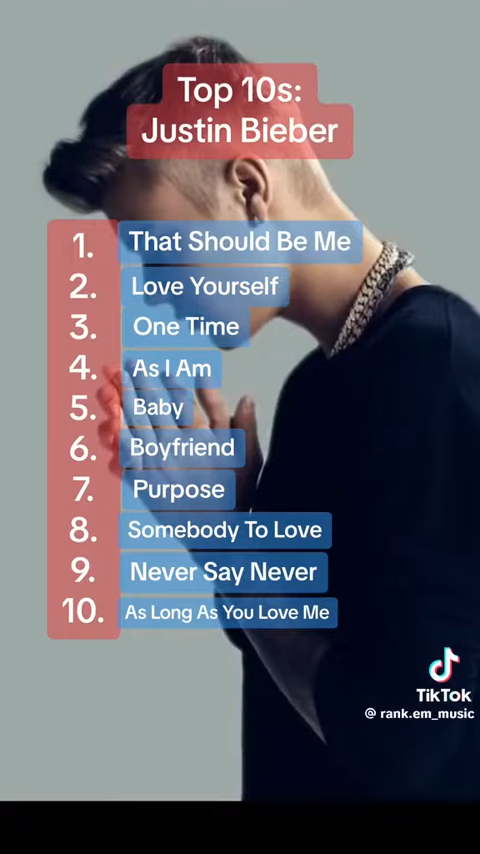 Top 10s:
Justin Bieber
1. That Should Be Me
2. Love Yourself
3. One Time
4. As I Am
5. Baby
6. Boyfriend
7. Purpose
8. Somebody To Love
9. Never Say Never
10. As Long As You Love Me
TikTok
@ rank.em_music